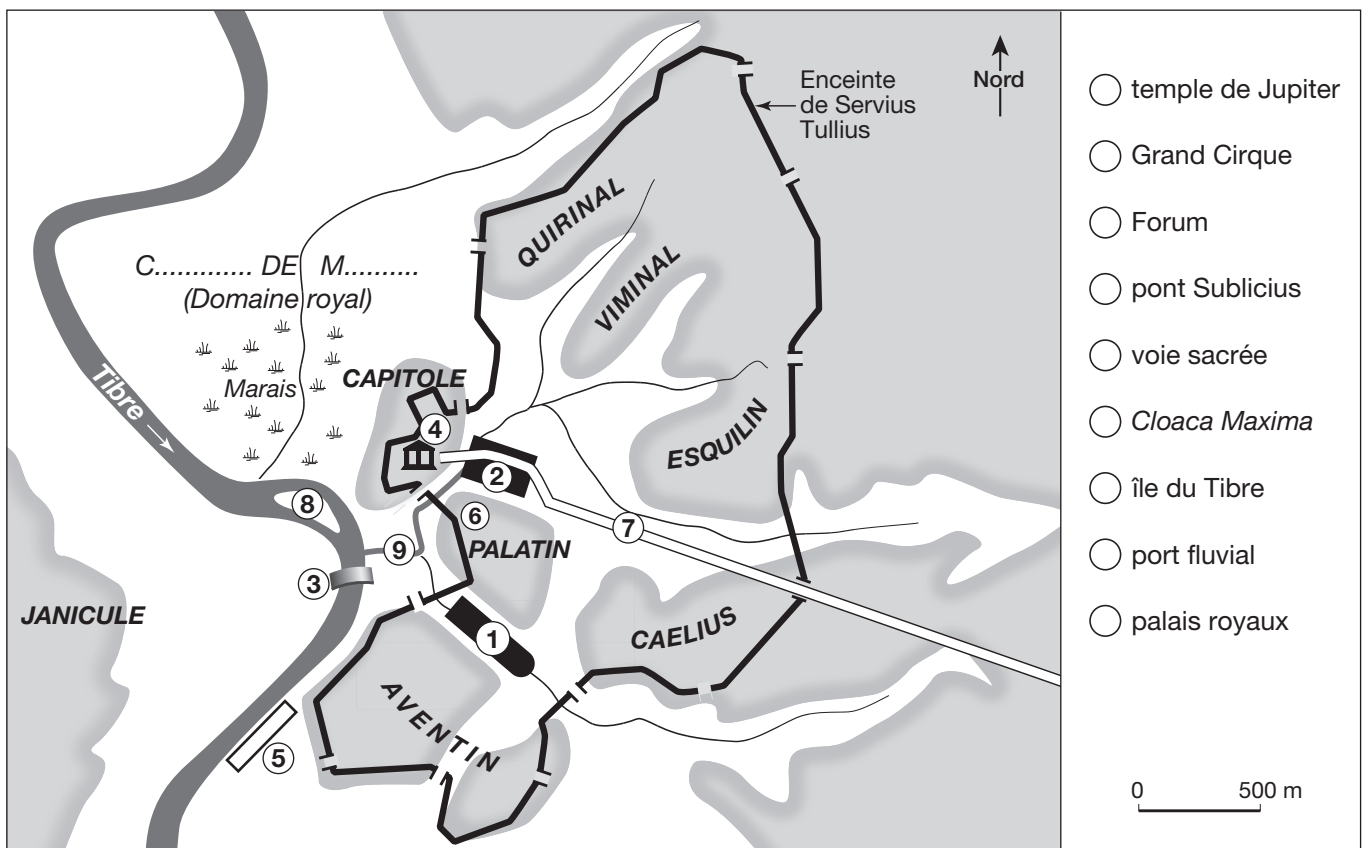 Enceinte
de Servius
Tullius
Nord
QUIRINAL
VIMINAL
C............. DE M..........
(Domaine royal)
Marais
CAPITOLE
Tibre
ESQUILIN
4
2
8
6
7
9
PALATIN
3
JANICULE
1
CAELIUS
AVENTIN
5
temple de Jupiter
Grand Cirque
Forum
pont Sublicius
voie sacrée
Cloaca Maxima
île du Tibre
port fluvial
palais royaux
0 500 m